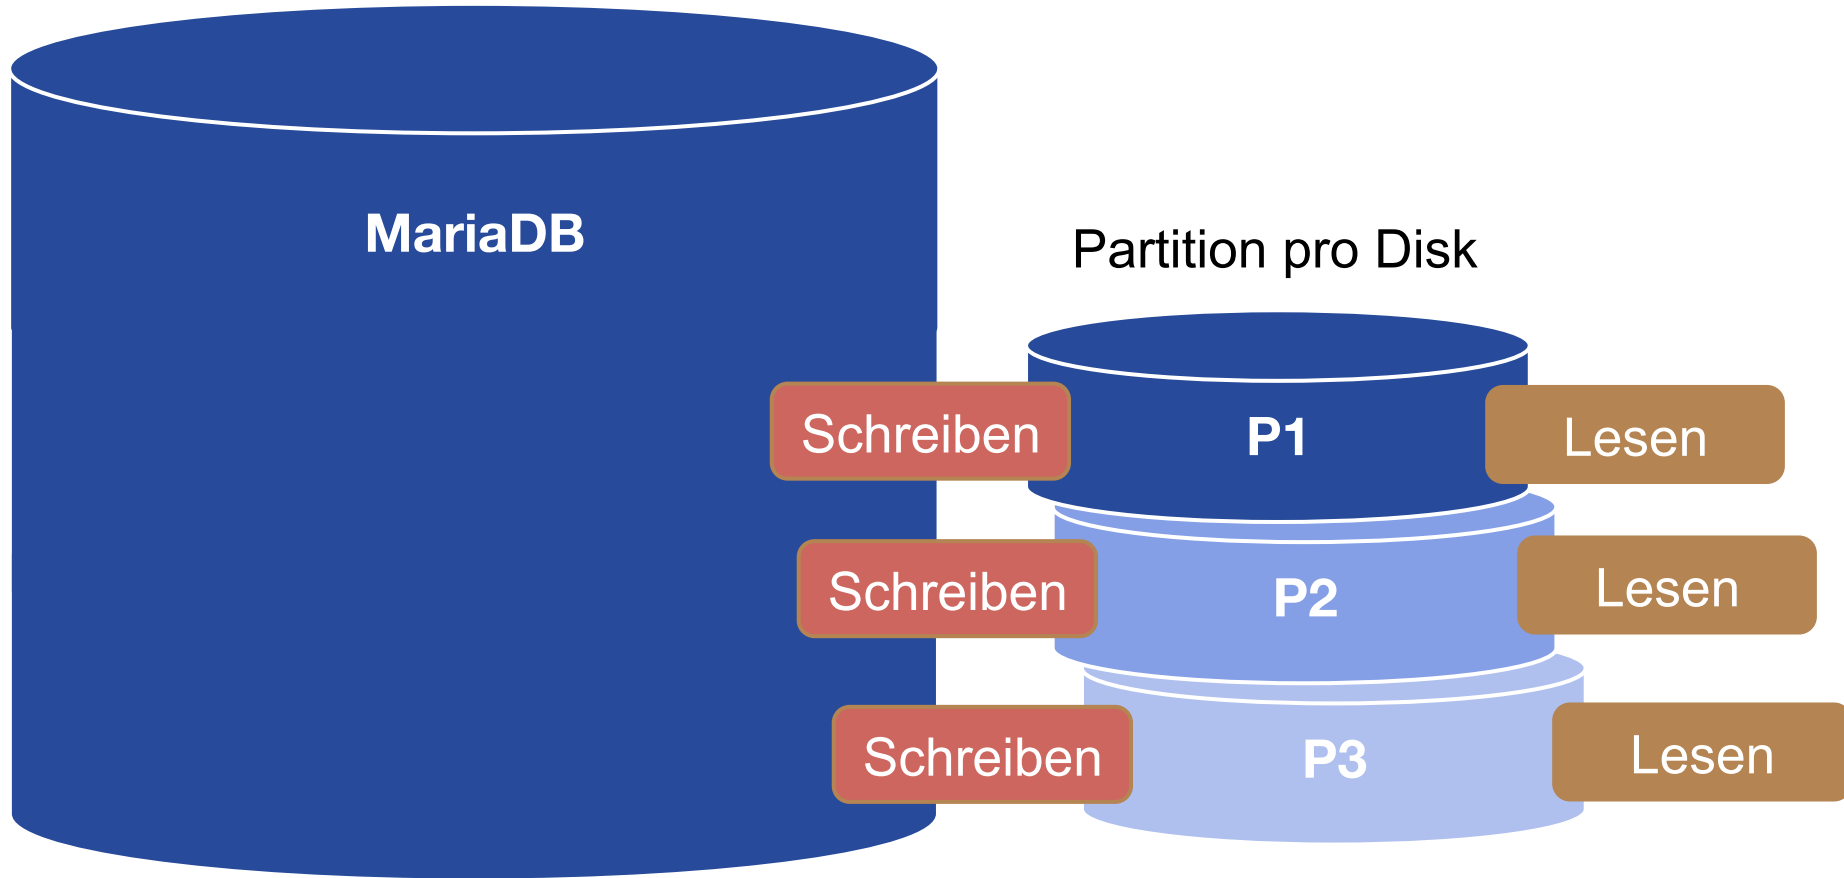 MariaDB
Partition pro Disk
Schreiben
P1
Lesen
Schreiben
P2
Lesen
Schreiben
P3
Lesen